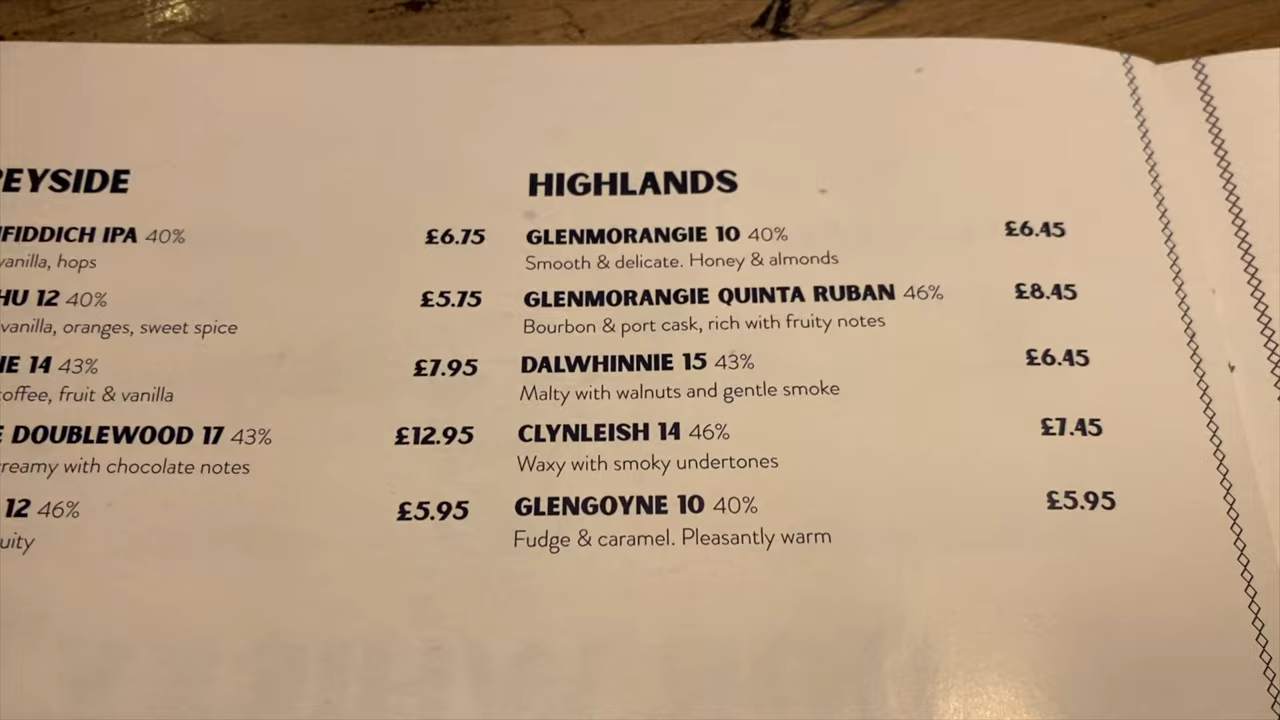 EYSIDE
FIDDICH IPA 40% £6.75
vanilla, hops
HU 12 40% £5.75
vanilla, oranges, sweet spice
IE 14 43% £7.95
coffee, fruit & vanilla
E DOUBLEWOOD 17 43% £12.95
creamy with chocolate notes
12 46% £5.95
uity
HIGHLANDS
GLENMORANGIE 10 40% £6.45
Smooth & delicate. Honey & almonds
GLENMORANGIE QUINTA RUBAN 46% £8.45
Bourbon & port cask, rich with fruity notes
DALWHINNIE 15 43% £6.45
Malty with walnuts and gentle smoke
CLYNLEISH 14 46% £7.45
Waxy with smoky undertones
GLENGOYNE 10 40% £5.95
Fudge & caramel. Pleasantly warm